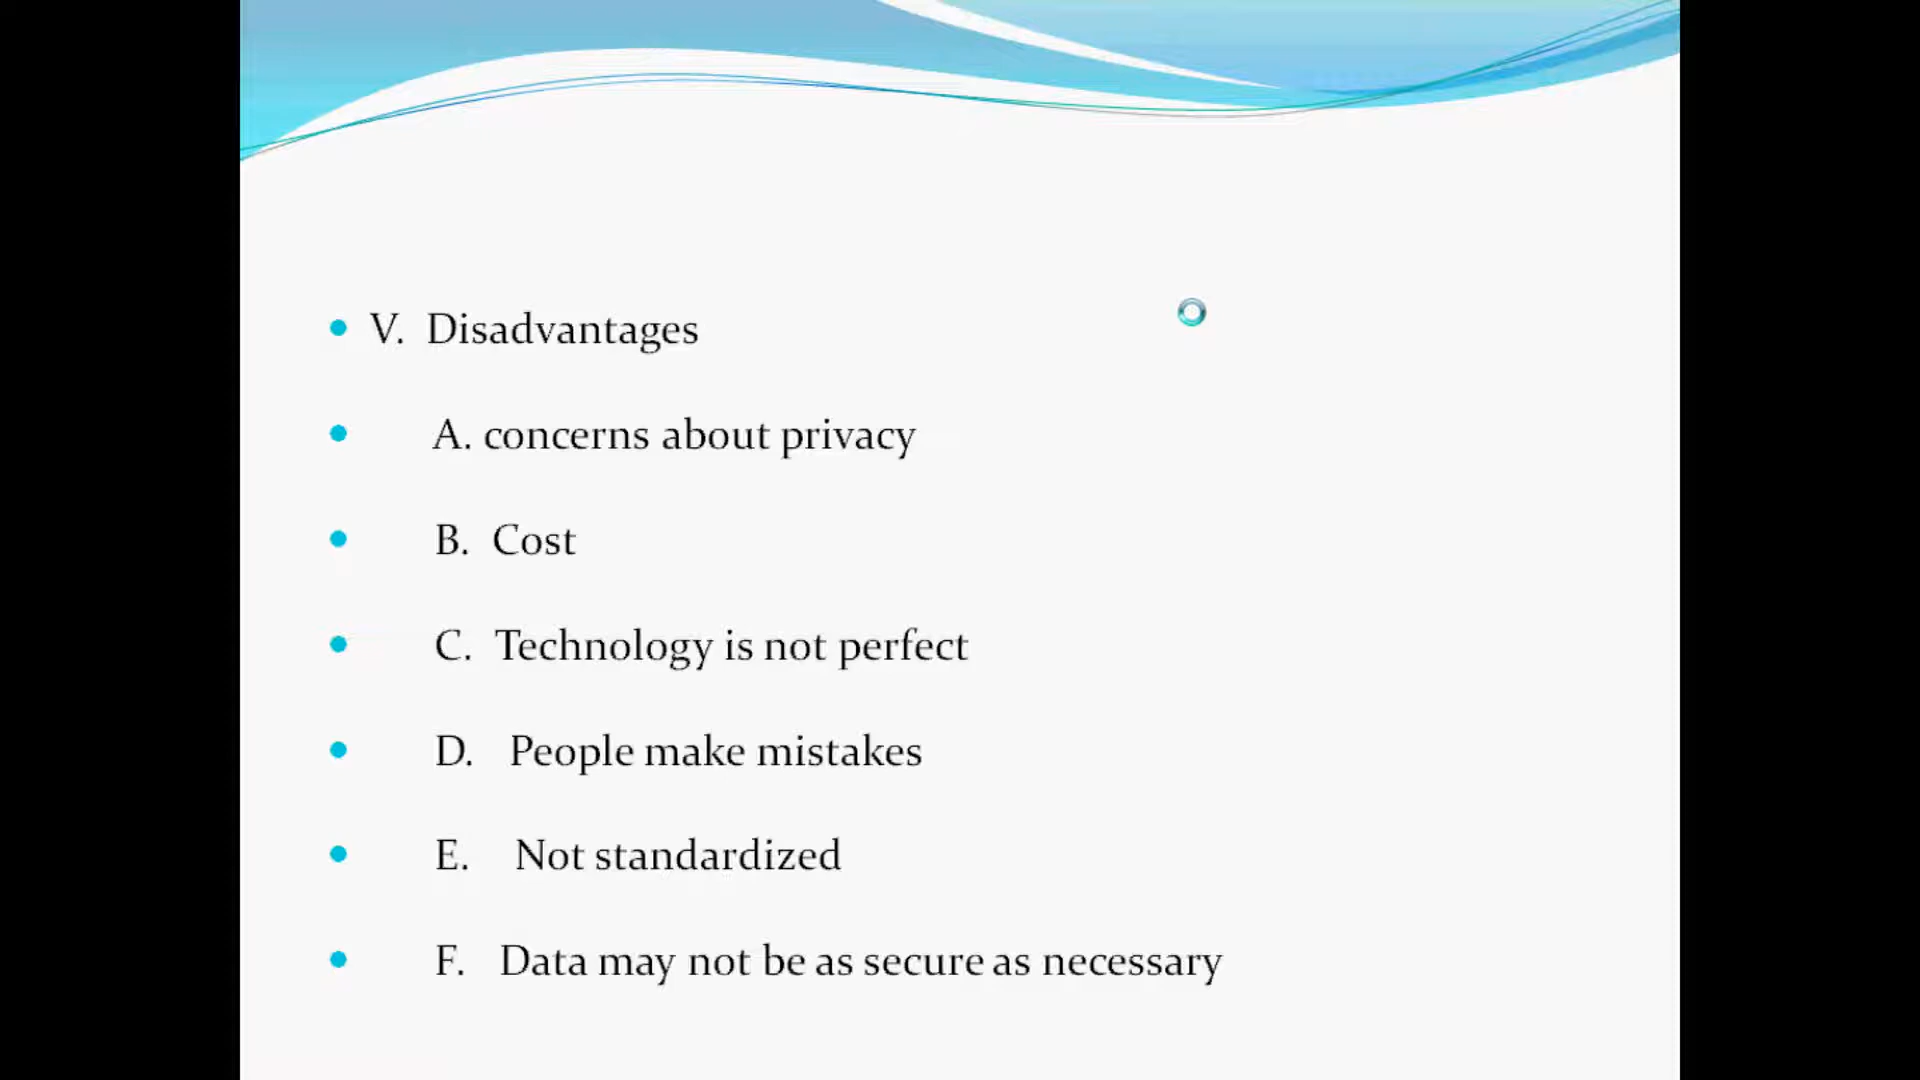 V. Disadvantages
A. concerns about privacy
B. Cost
C. Technology is not perfect
D. People make mistakes
E. Not standardized
F. Data may not be as secure as necessary